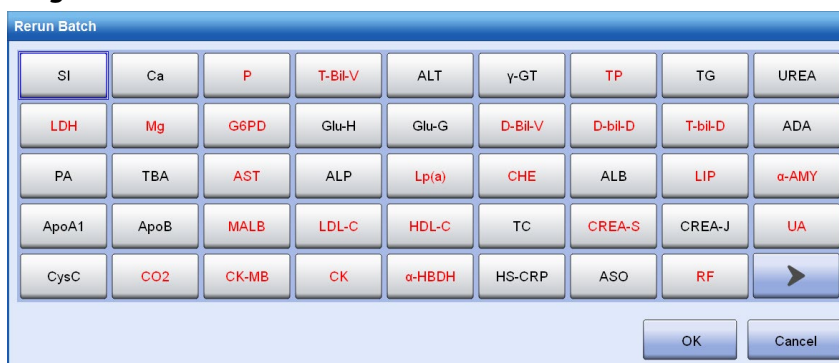 Rerun Batch
SI Ca P T-Bil-V ALT γ-GT TP TG UREA
LDH Mg G6PD Glu-H Glu-G D-Bil-V D-bil-D T-bil-D ADA
PA TBA AST ALP Lp(a) CHE ALB LIP α-AMY
ApoA1 ApoB MALB LDL-C HDL-C TC CREA-S CREA-J UA
CysC CO2 CK-MB CK α-HBDH HS-CRP ASO RF
OK Cancel